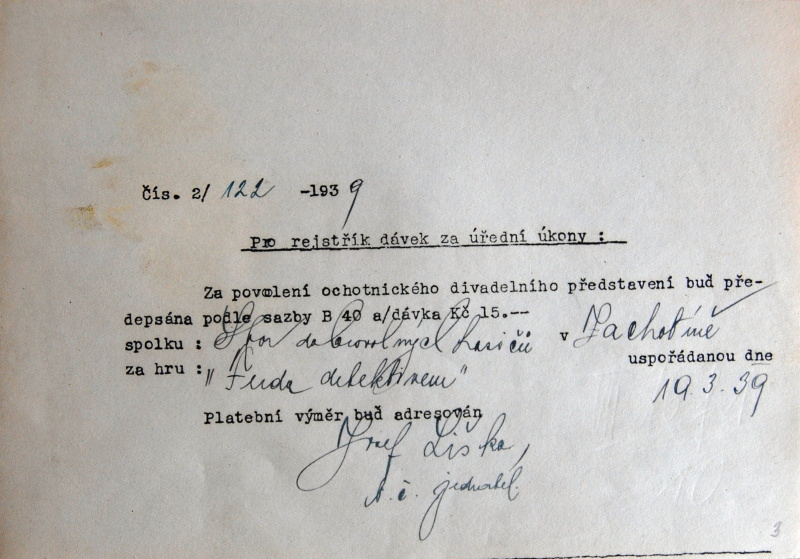 čís. 2/ 122 -1939
Pro rejstřík dávek za úřední úkony :
Za povolení ochotnického divadelního představení buď pře-
depsána podle sazby B 40 a/dávka Kč 15.--
spolku : Sbor dobrovolných hasičů v Zachotíně
za hru : "Ferda detektivem" uspořádanou dne
19.3.39
Platební výměr buď adresován
Josef Liška,
t.č. jednatel.
3